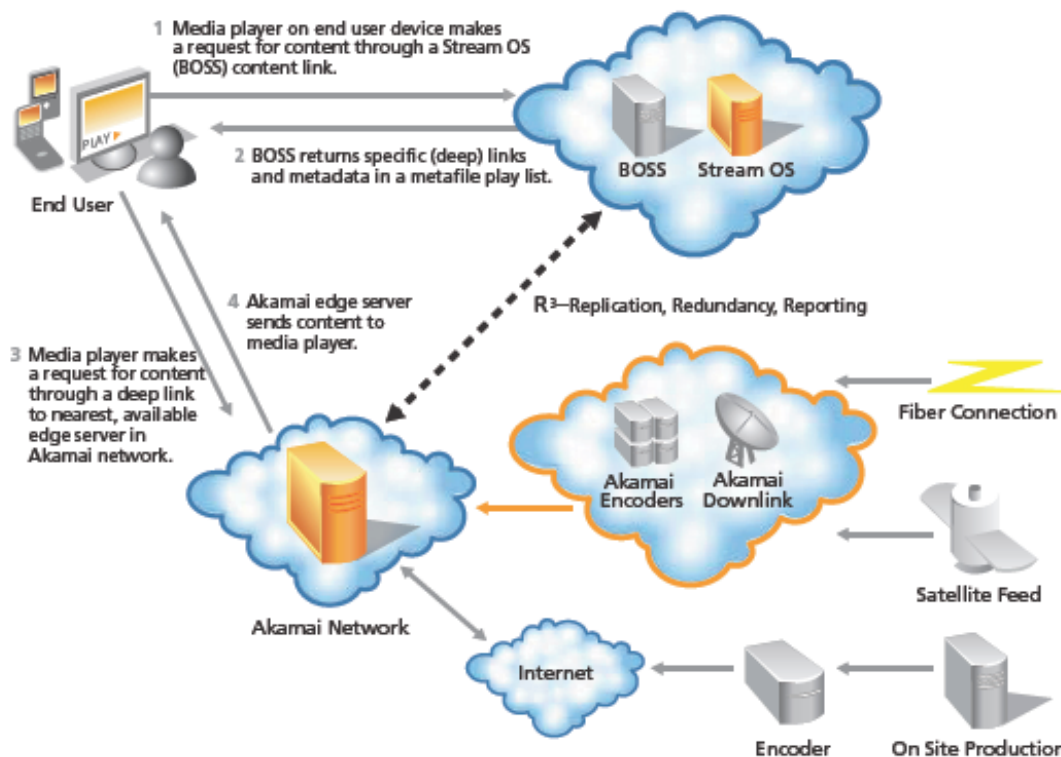 1 Media player on end user device makes
a request for content through a Stream OS
(BOSS) content link.
PLAY
2 BOSS returns specific (deep) links
and metadata in a metafile play list.
BOSS
Stream OS
End User
R³—Replication, Redundancy, Reporting
4 Akamai edge server
sends content to
media player.
3 Media player makes
a request for content
through a deep link
to nearest, available
edge server in
Akamai network.
Fiber Connection
Akamai
Encoders
Akamai
Downlink
Satellite Feed
Akamai Network
Internet
Encoder
On Site Production